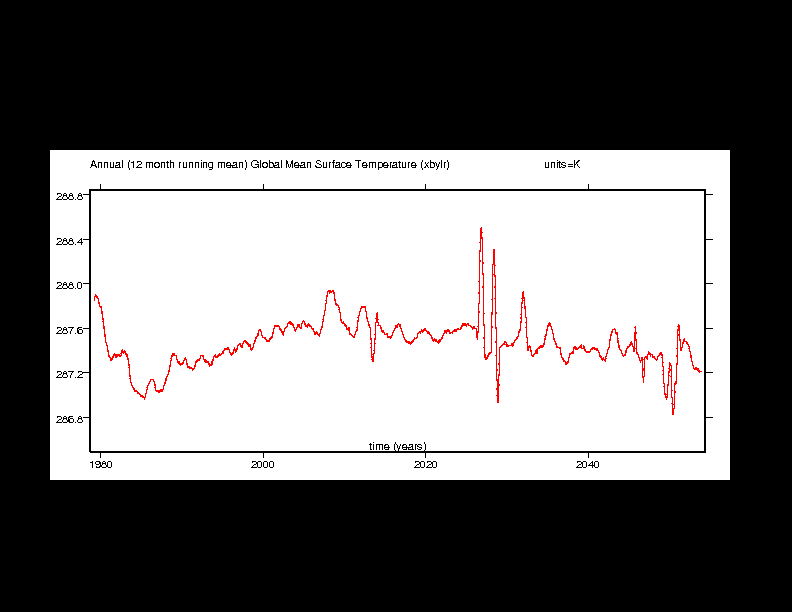 Annual (12 month running mean) Global Mean Surface Temperature (xbylr) units=K
288.8
288.4
288.0
287.6
287.2
286.8
time (years)
1980 2000 2020 2040